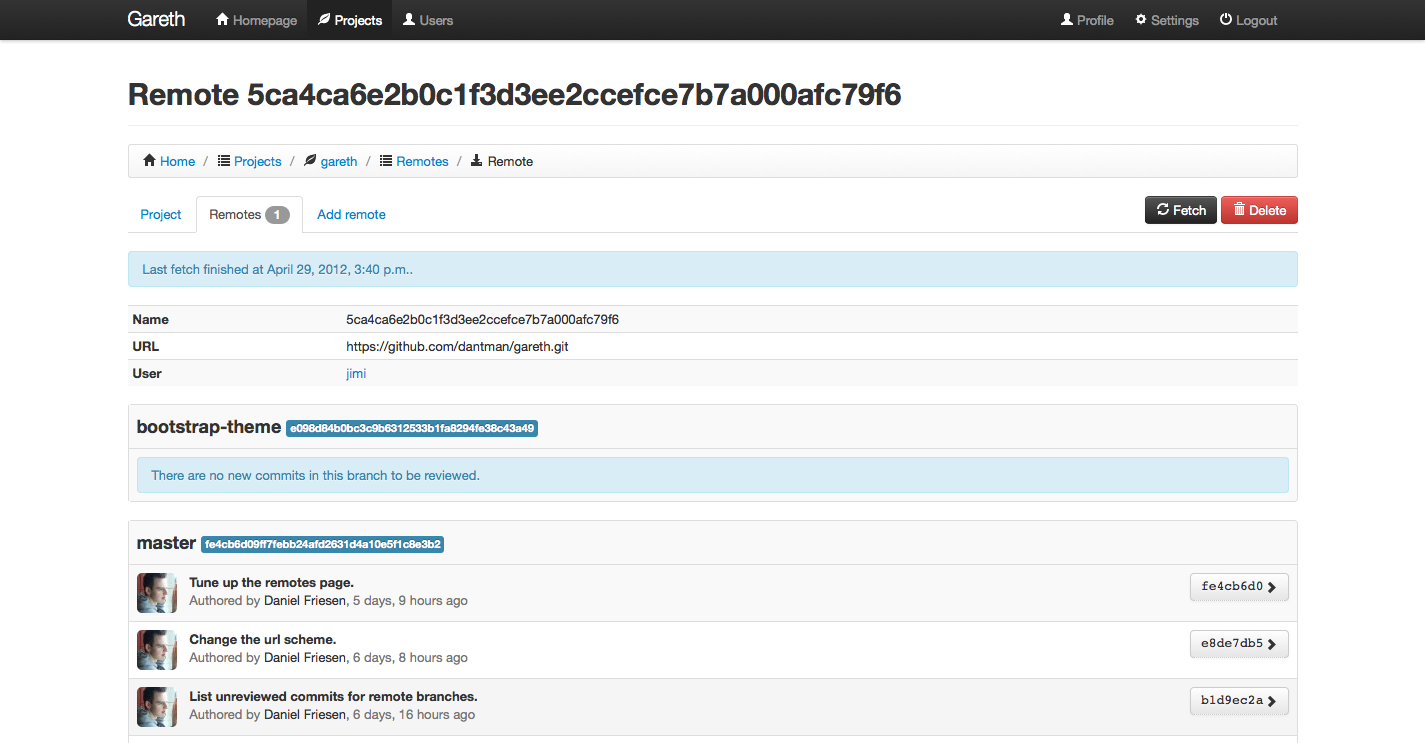 Gareth Homepage Projects Users Profile Settings Logout
Remote 5ca4ca6e2b0c1f3d3ee2ccefce7b7a000afc79f6
Home / Projects / gareth / Remotes / Remote
Project Remotes 1 Add remote Fetch Delete
Last fetch finished at April 29, 2012, 3:40 p.m..
Name 5ca4ca6e2b0c1f3d3ee2ccefce7b7a000afc79f6
URL https://github.com/dantman/gareth.git
User jimi
bootstrap-theme e098d84b0bc3c9b6312533b1fa8294fe38c43a49
There are no new commits in this branch to be reviewed.
master fe4cb6d09ff7febb24afd2631d4a10e5f1c8e3b2
Tune up the remotes page.
Authored by Daniel Friesen, 5 days, 9 hours ago
fe4cb6d0
Change the url scheme.
Authored by Daniel Friesen, 6 days, 8 hours ago
e8de7db5
List unreviewed commits for remote branches.
Authored by Daniel Friesen, 6 days, 16 hours ago
b1d9ec2a